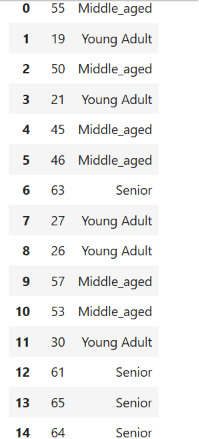 0 55 Middle_aged
1 19 Young Adult
2 50 Middle_aged
3 21 Young Adult
4 45 Middle_aged
5 46 Middle_aged
6 63 Senior
7 27 Young Adult
8 26 Young Adult
9 57 Middle_aged
10 53 Middle_aged
11 30 Young Adult
12 61 Senior
13 65 Senior
14 64 Senior